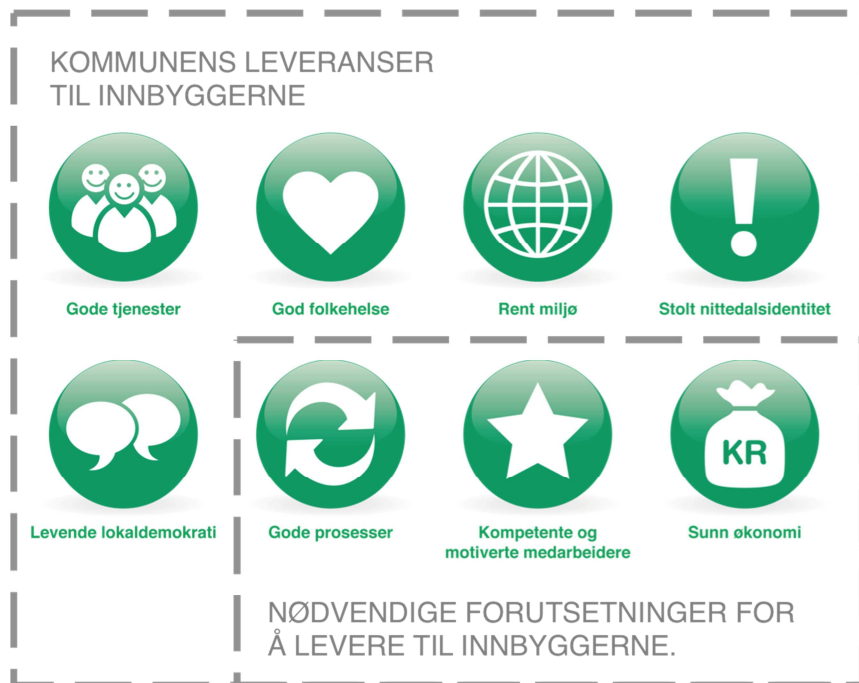 KOMMUNENS LEVERANSER
TIL INNBYGGERNE
Gode tjenester
God folkehelse
Rent miljø
Stolt nittedalsidentitet
KR
Levende lokaldemokrati
Gode prosesser
Kompetente og
motiverte medarbeidere
Sunn økonomi
NØDVENDIGE FORUTSETNINGER FOR
Å LEVERE TIL INNBYGGERNE.